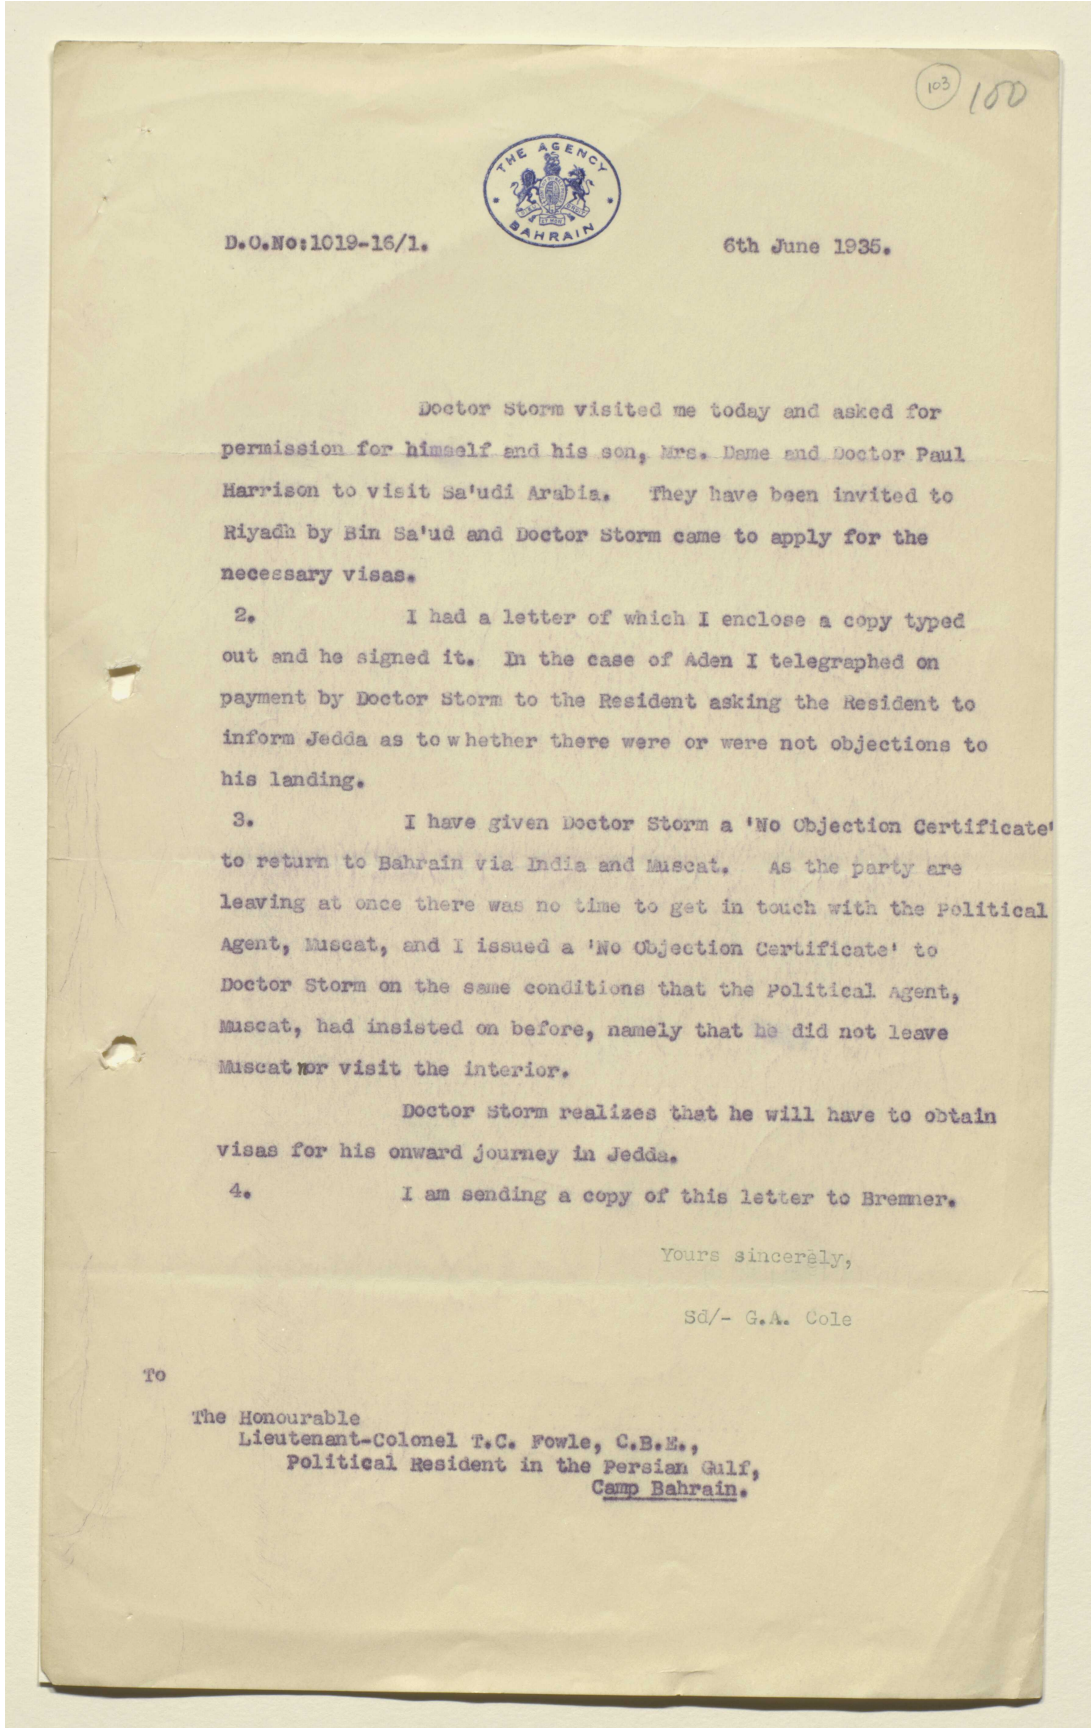 103 100
THE AGENCY
BAHRAIN
D.O.No:1019-16/1. 6th June 1935.
Doctor Storm visited me today and asked for
permission for himself and his son, Mrs. Dame and Doctor Paul
Harrison to visit Sa'udi Arabia. They have been invited to
Riyadh by Bin Sa'ud and Doctor Storm came to apply for the
necessary visas.
2. I had a letter of which I enclose a copy typed
out and he signed it. In the case of Aden I telegraphed on
payment by Doctor Storm to the Resident asking the Resident to
inform Jedda as to whether there were or were not objections to
his landing.
3. I have given Doctor Storm a 'No Objection Certificate'
to return to Bahrain via India and Muscat. As the party are
leaving at once there was no time to get in touch with the Political
Agent, Muscat, and I issued a 'No Objection Certificate' to
Doctor Storm on the same conditions that the Political Agent,
Muscat, had insisted on before, namely that he did not leave
Muscat nor visit the interior.
Doctor Storm realizes that he will have to obtain
visas for his onward journey in Jedda.
4. I am sending a copy of this letter to Bremner.
Yours sincerely,
Sd/- G.A. Cole
To
The Honourable
Lieutenant-Colonel T.C. Fowle, C.B.E.,
Political Resident in the Persian Gulf,
Camp Bahrain.